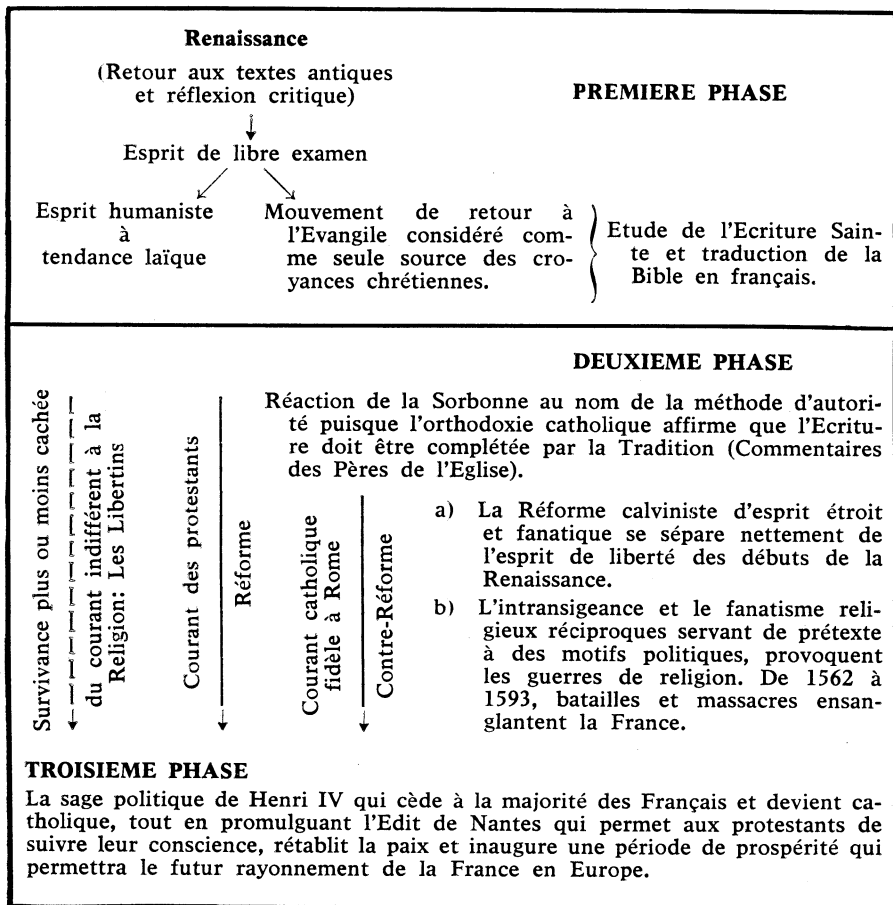 Renaissance
(Retour aux textes antiques
et réflexion critique)
PREMIERE PHASE
Esprit de libre examen
Esprit humaniste
à
tendance laïque
Mouvement de retour à
l'Evangile considéré com-
me seule source des cro-
yances chrétiennes.
Etude de l'Ecriture Sain-
te et traduction de la
Bible en français.
DEUXIEME PHASE
Réaction de la Sorbonne au nom de la méthode d'autori-
té puisque l'orthodoxie catholique affirme que l'Ecritu-
re doit être complétée par la Tradition (Commentaires
des Pères de l'Eglise).
Survivance plus ou moins cachée
du courant indifférent à la
Religion: Les Libertins
Courant des protestants
Réforme
Courant catholique
fidèle à Rome
Contre-Réforme
a) La Réforme calviniste d'esprit étroit
et fanatique se sépare nettement de
l'esprit de liberté des débuts de la
Renaissance.
b) L'intransigeance et le fanatisme reli-
gieux réciproques servant de prétexte
à des motifs politiques, provoquent
les guerres de religion. De 1562 à
1593, batailles et massacres ensan-
glantent la France.
TROISIEME PHASE
La sage politique de Henri IV qui cède à la majorité des Français et devient ca-
tholique, tout en promulguant l'Edit de Nantes qui permet aux protestants de
suivre leur conscience, rétablit la paix et inaugure une période de prospérité qui
permettra le futur rayonnement de la France en Europe.